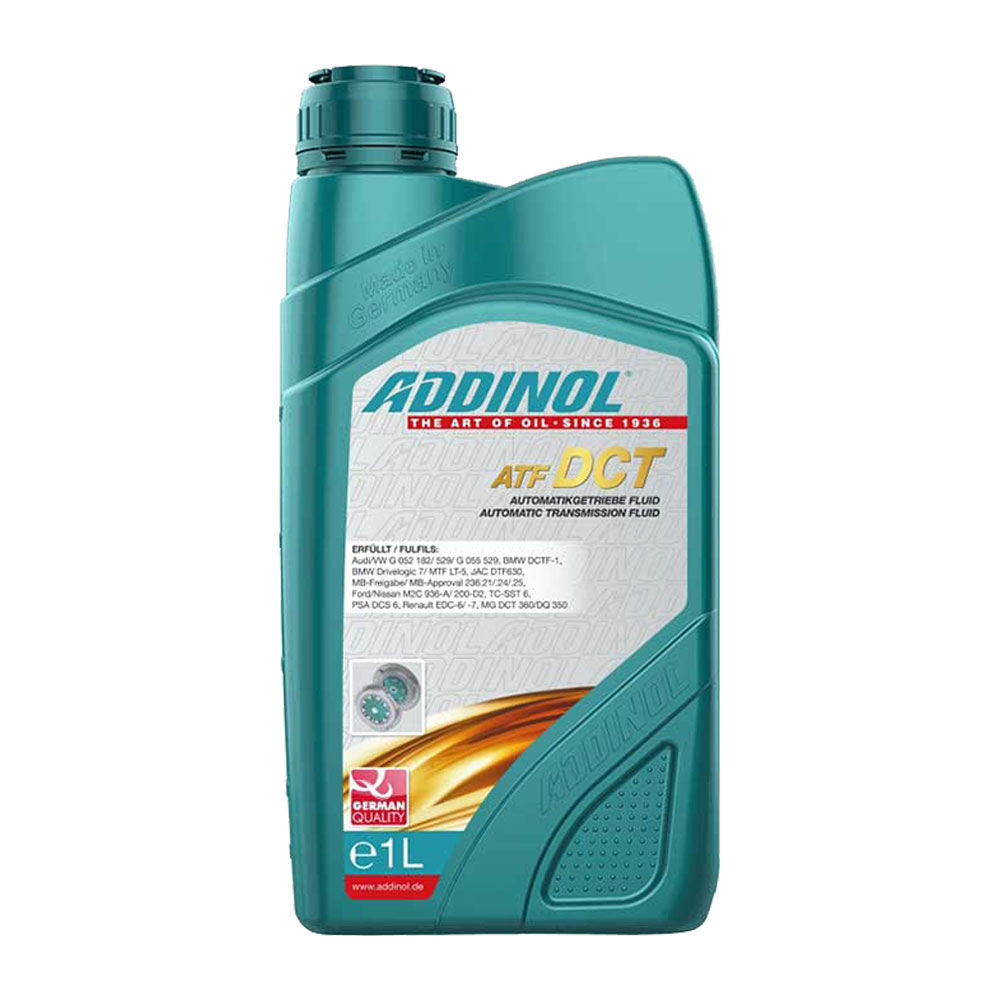 Made in
Germany
ADDINOL®
THE ART OF OIL • SINCE 1936
ATF DCT
AUTOMATIKGETRIEBE FLUID
AUTOMATIC TRANSMISSION FLUID
ERFÜLLT / FULFILS:
Audi/VW G 052 182/ 529/ G 055 529, BMW DCTF-1,
BMW Drivelogic 7/ MTF LT-5, JAC DTF630,
MB-Freigabe/ MB-Approval 236.21/.24/.25,
Ford/Nissan M2C 936-A/ 200-D2, TC-SST 6,
PSA DCS 6, Renault EDC-6/ -7, MG DCT 360/DQ 350
ADDINOL
GERMAN
QUALITY
e1L
www.addinol.de